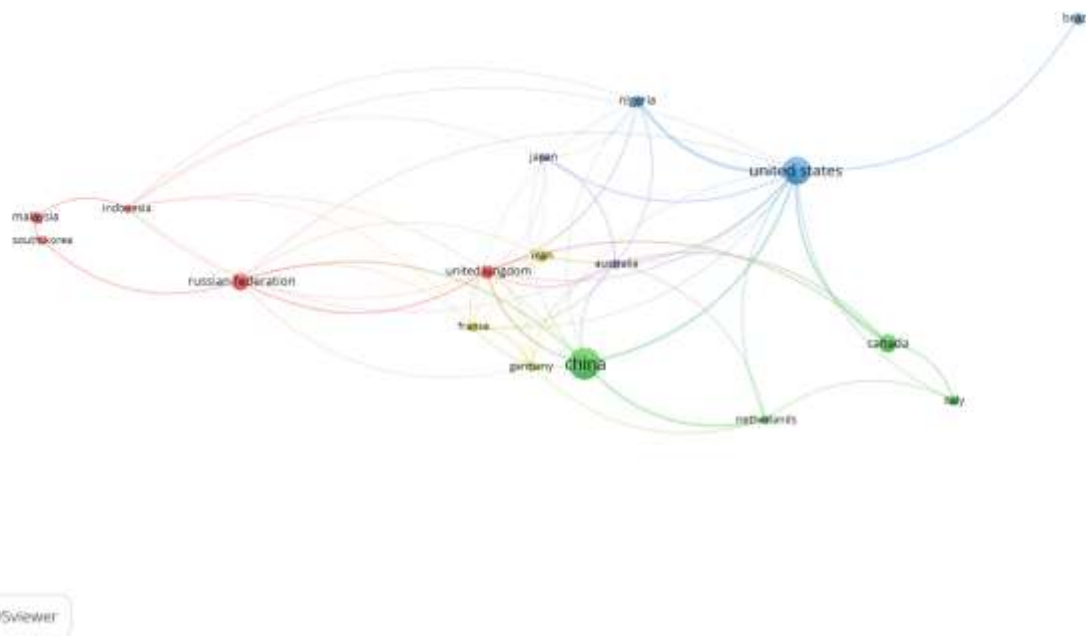 nigeria
japan
united states
malaysia
indonesia
south korea
russian federation
united kingdom
iran
australia
france
germany
china
canada
italy
netherlands